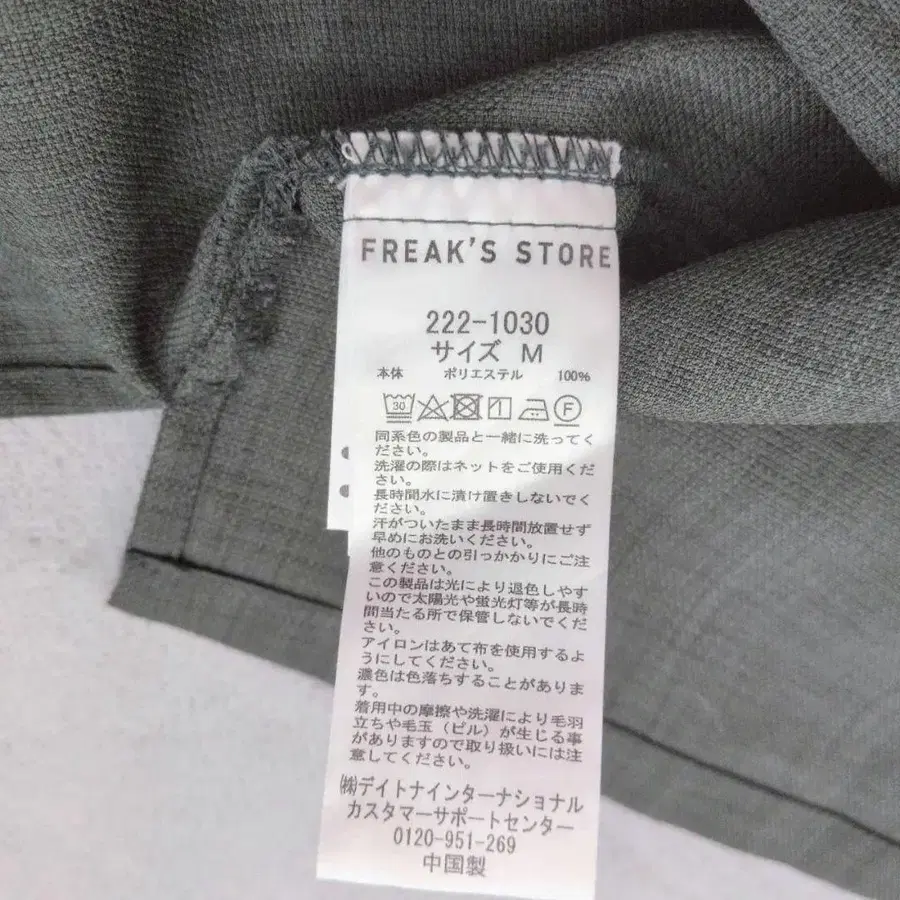 FREAK'S STORE
222-1030
サイズ M
本体 ポリエステル 100%
30 F
同系色の製品と一緒に洗ってく
ださい。
洗濯の際はネットをご使用くだ
さい。
長時間水に漬け置きしないでく
ださい。
汗がついたまま長時間放置せず
早めにお洗いください。
他のものとの引っかかりにご注
意ください。
この製品は光により退色しやす
いので太陽光や蛍光灯等が長時
間当たる所で保管しないでくだ
さい。
アイロンはあて布を使用するよ
うにしてください。
濃色は色落ちすることがありま
す。
着用中の摩擦や洗濯により毛羽
立ちや毛玉（ピル）が生じる事
がありますので取り扱いには注
意してください。
㈱デイトナインターナショナル
カスタマーサポートセンター
0120-951-269
中国製